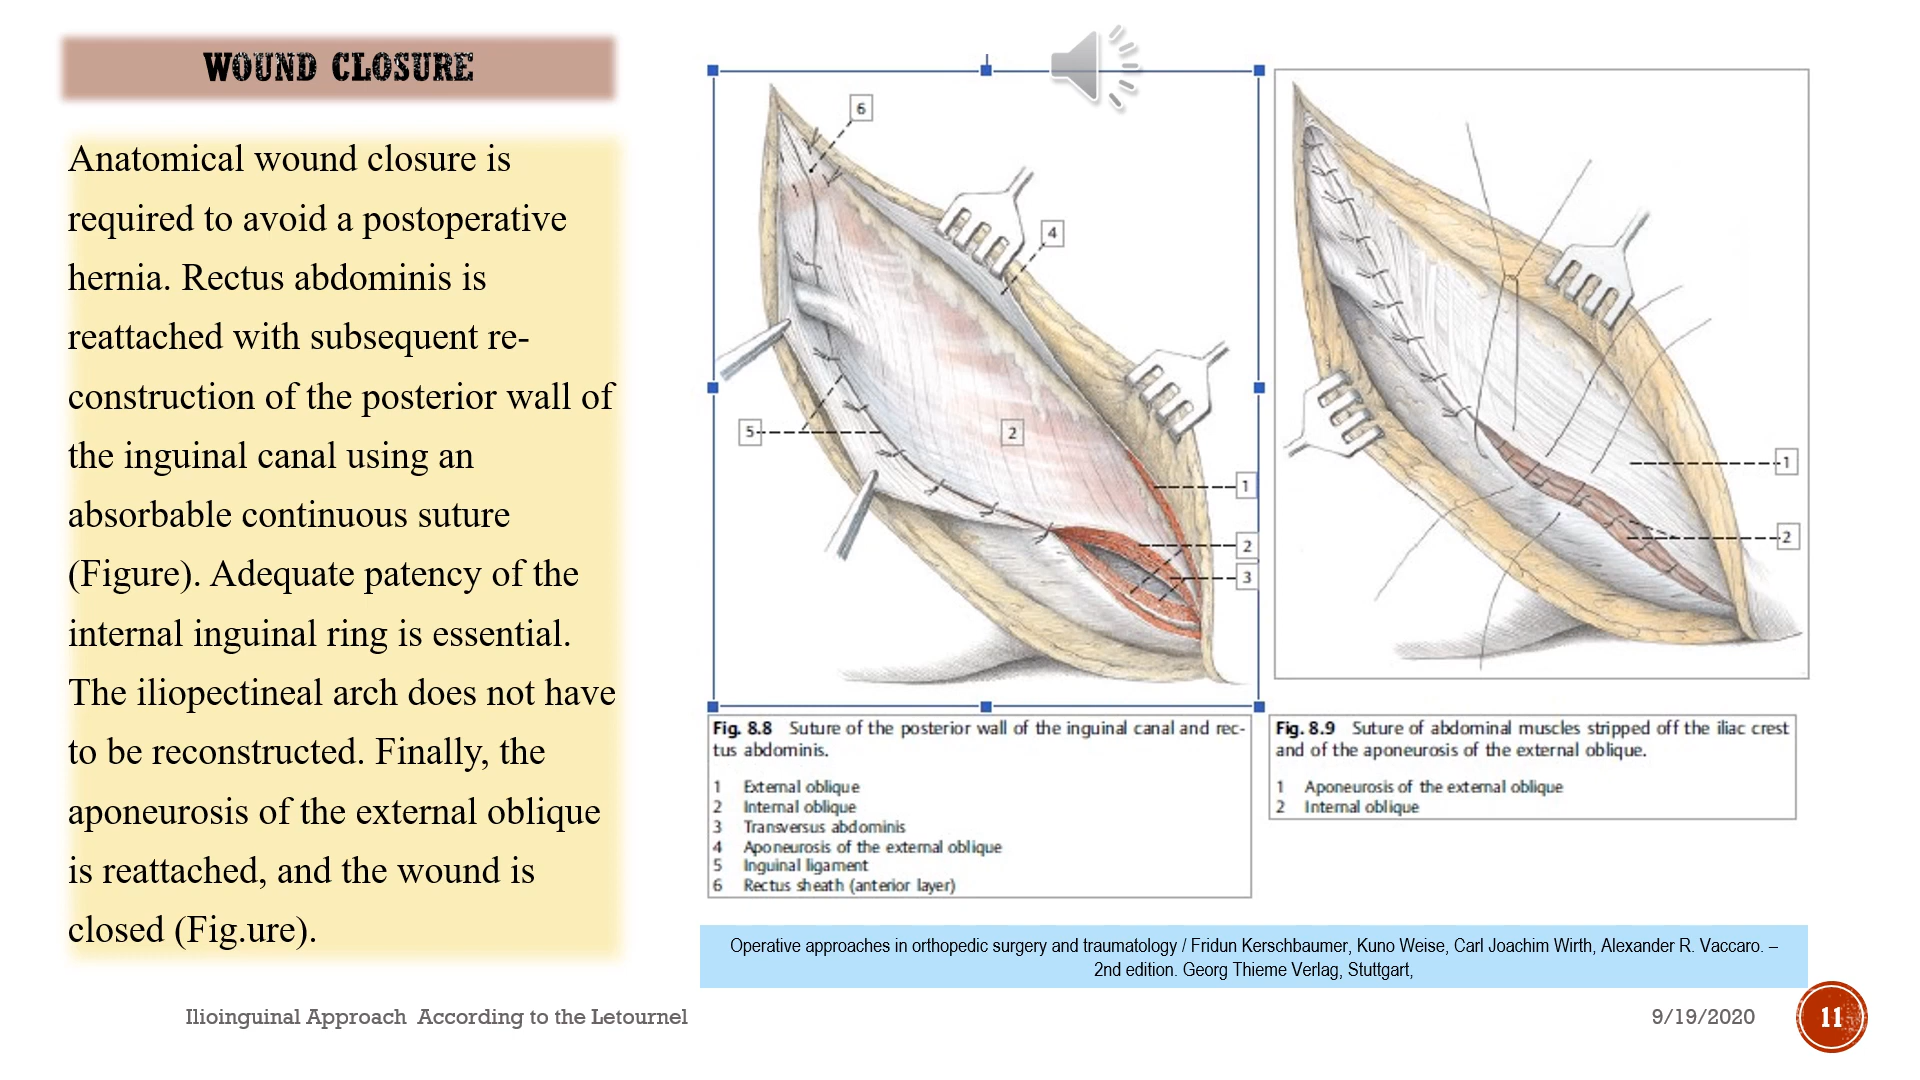 WOUND CLOSURE
Anatomical wound closure is
required to avoid a postoperative
hernia. Rectus abdominis is
reattached with subsequent re-
construction of the posterior wall of
the inguinal canal using an
absorbable continuous suture
(Figure). Adequate patency of the
internal inguinal ring is essential.
The iliopectineal arch does not have
to be reconstructed. Finally, the
aponeurosis of the external oblique
is reattached, and the wound is
closed (Fig.ure).
6
4
5
2
1
2
3
1
2
Fig. 8.8 Suture of the posterior wall of the inguinal canal and rec-
tus abdominis.
1 External oblique
2 Internal oblique
3 Transversus abdominis
4 Aponeurosis of the external oblique
5 Inguinal ligament
6 Rectus sheath (anterior layer)
Fig. 8.9 Suture of abdominal muscles stripped off the iliac crest
and of the aponeurosis of the external oblique.
1 Aponeurosis of the external oblique
2 Internal oblique
Operative approaches in orthopedic surgery and traumatology / Fridun Kerschbaumer, Kuno Weise, Carl Joachim Wirth, Alexander R. Vaccaro. –
2nd edition. Georg Thieme Verlag, Stuttgart,
Ilioinguinal Approach According to the Letournel
9/19/2020
11